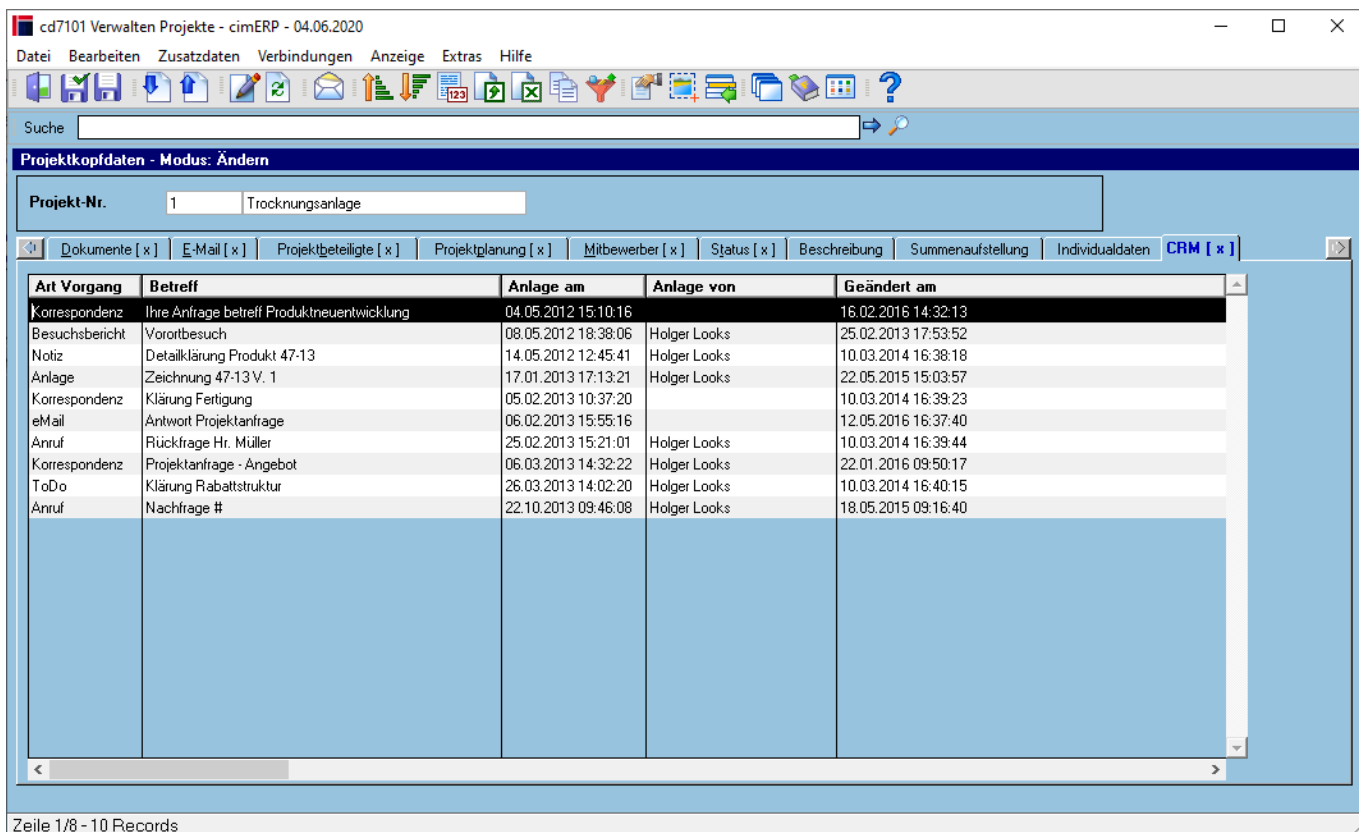 cd7101 Verwalten Projekte - cimERP - 04.06.2020
Datei Bearbeiten Zusatzdaten Verbindungen Anzeige Extras Hilfe
123
Suche
Projektkopfdaten - Modus: Ändern
Projekt-Nr. 1 Trocknungsanlage
Dokumente [ x ] E-Mail [ x ] Projektbeteiligte [ x ] Projektplanung [ x ] Mitbewerber [ x ] Status [ x ] Beschreibung Summenaufstellung Individualdaten CRM [ x ]
Art Vorgang Betreff Anlage am Anlage von Geändert am
Korrespondenz Ihre Anfrage betreff Produktneuentwicklung 04.05.2012 15:10:16 16.02.2016 14:32:13
Besuchsbericht Vorortbesuch 08.05.2012 18:38:06 Holger Looks 25.02.2013 17:53:52
Notiz Detailklärung Produkt 47-13 14.05.2012 12:45:41 Holger Looks 10.03.2014 16:38:18
Anlage Zeichnung 47-13 V. 1 17.01.2013 17:13:21 Holger Looks 22.05.2015 15:03:57
Korrespondenz Klärung Fertigung 05.02.2013 10:37:20 10.03.2014 16:39:23
eMail Antwort Projektanfrage 06.02.2013 15:55:16 12.05.2016 16:37:40
Anruf Rückfrage Hr. Müller 25.02.2013 15:21:01 Holger Looks 10.03.2014 16:39:44
Korrespondenz Projektanfrage - Angebot 06.03.2013 14:32:22 Holger Looks 22.01.2016 09:50:17
ToDo Klärung Rabattstruktur 26.03.2013 14:02:20 Holger Looks 10.03.2014 16:40:15
Anruf Nachfrage # 22.10.2013 09:46:08 Holger Looks 18.05.2015 09:16:40
Zeile 1/8 - 10 Records